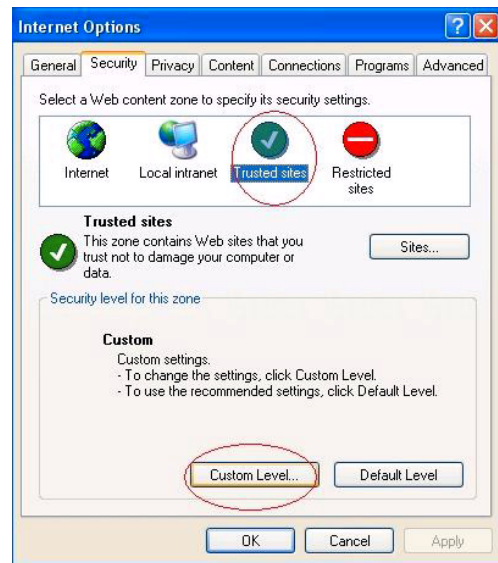 Internet Options
General Security Privacy Content Connections Programs Advanced
Select a Web content zone to specify its security settings.
Internet Local intranet Trusted sites Restricted sites
Trusted sites
This zone contains Web sites that you
trust not to damage your computer or
data.
Sites...
Security level for this zone
Custom
Custom settings.
- To change the settings, click Custom Level.
- To use the recommended settings, click Default Level.
Custom Level... Default Level
OK Cancel Apply